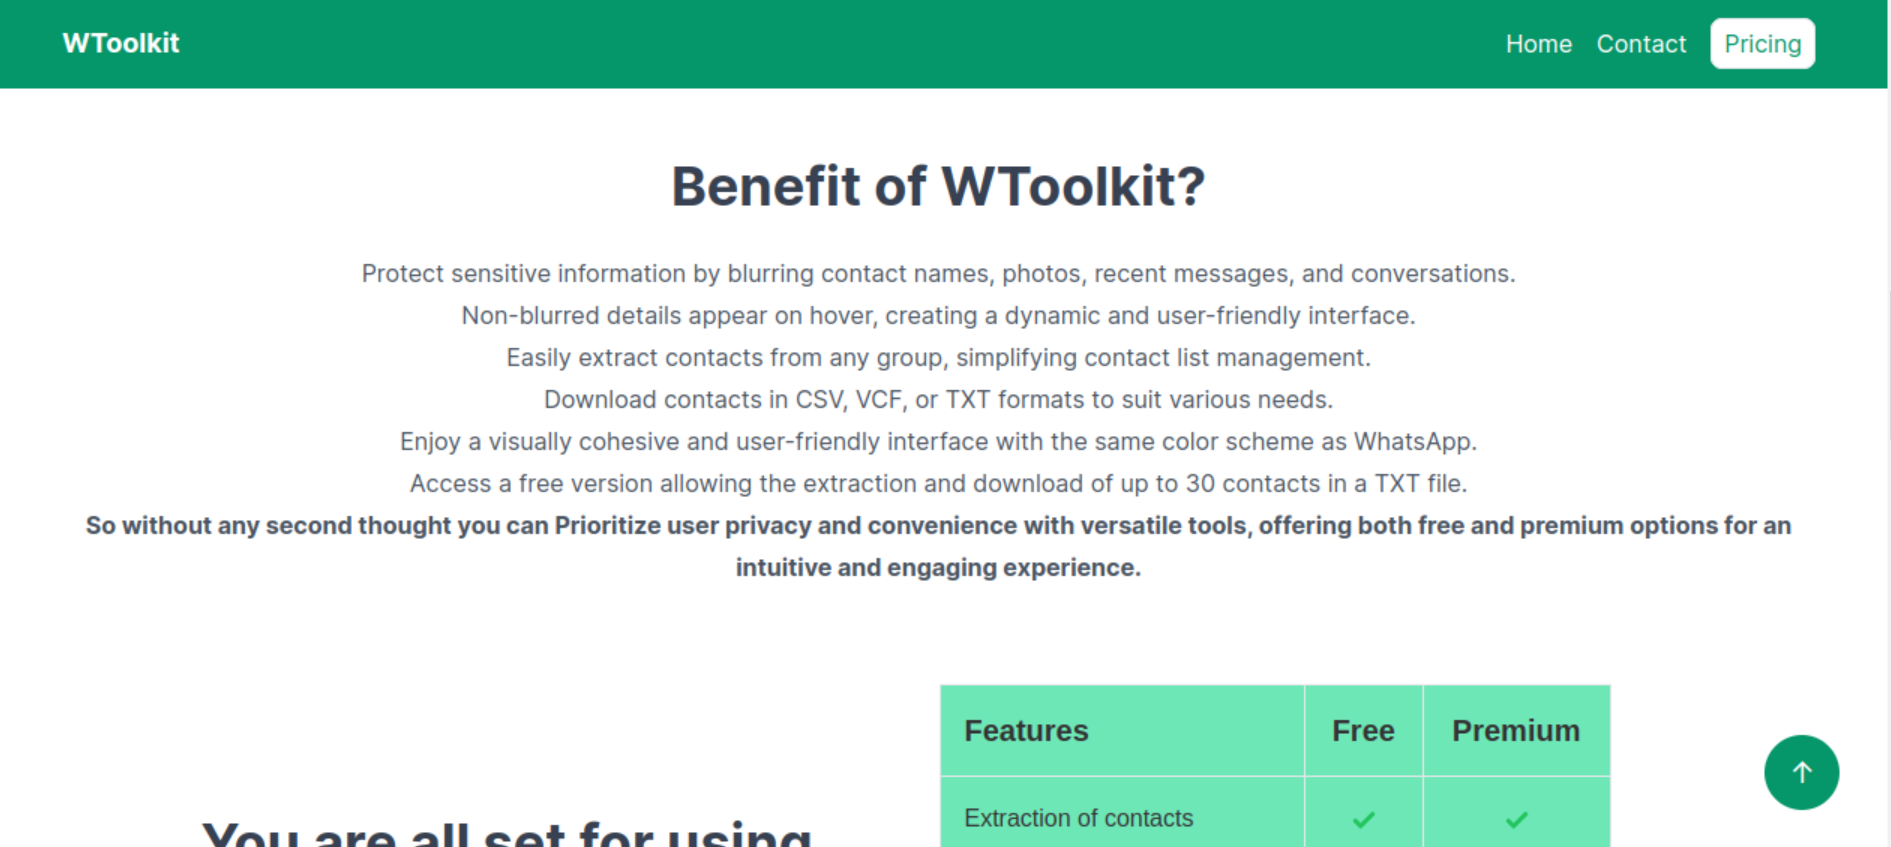 WToolkit
Home Contact Pricing
Benefit of WToolkit?
Protect sensitive information by blurring contact names, photos, recent messages, and conversations.
Non-blurred details appear on hover, creating a dynamic and user-friendly interface.
Easily extract contacts from any group, simplifying contact list management.
Download contacts in CSV, VCF, or TXT formats to suit various needs.
Enjoy a visually cohesive and user-friendly interface with the same color scheme as WhatsApp.
Access a free version allowing the extraction and download of up to 30 contacts in a TXT file.
So without any second thought you can Prioritize user privacy and convenience with versatile tools, offering both free and premium options for an
intuitive and engaging experience.
You are all set for using
Features Free Premium
Extraction of contacts